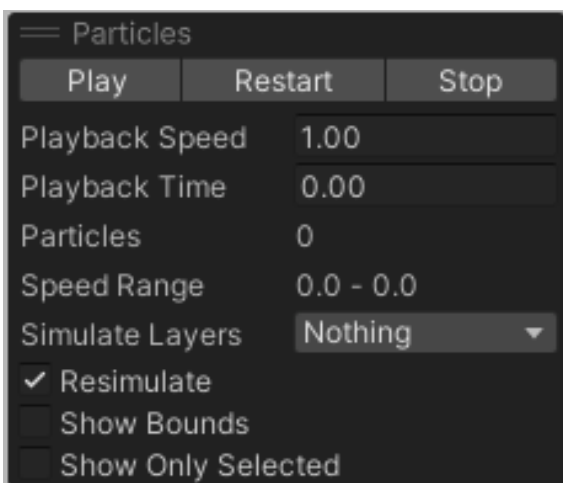 Particles
Play Restart Stop
Playback Speed 1.00
Playback Time 0.00
Particles 0
Speed Range 0.0 - 0.0
Simulate Layers Nothing
Resimulate
Show Bounds
Show Only Selected